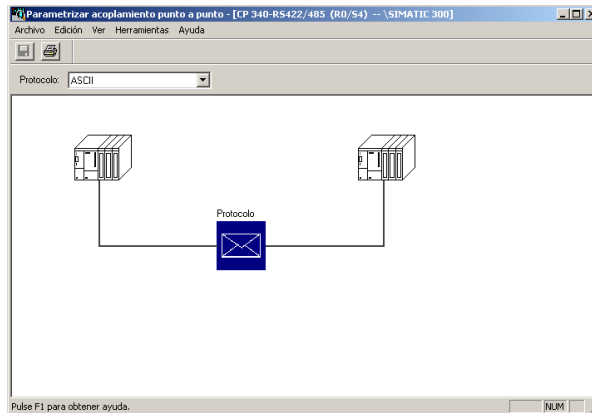 Parametrizar acoplamiento punto a punto - [CP 340-RS422/485 (R0/S4) -- \SIMATIC 300]
Archivo Edición Ver Herramientas Ayuda
Protocolo: ASCII
Protocolo
Pulse F1 para obtener ayuda. NUM